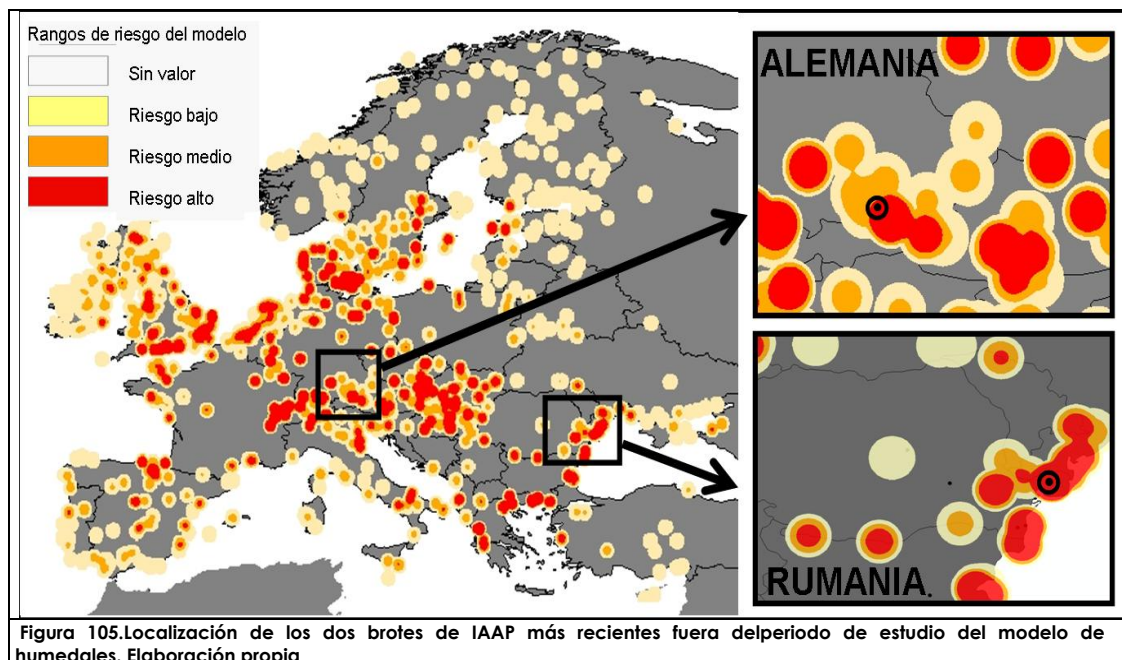 Rangos de riesgo del modelo
Sin valor
Riesgo bajo
Riesgo medio
Riesgo alto
ALEMANIA
RUMANIA.
Figura 105.Localización de los dos brotes de IAAP más recientes fuera delperiodo de estudio del modelo de
humedales. Elaboración propia